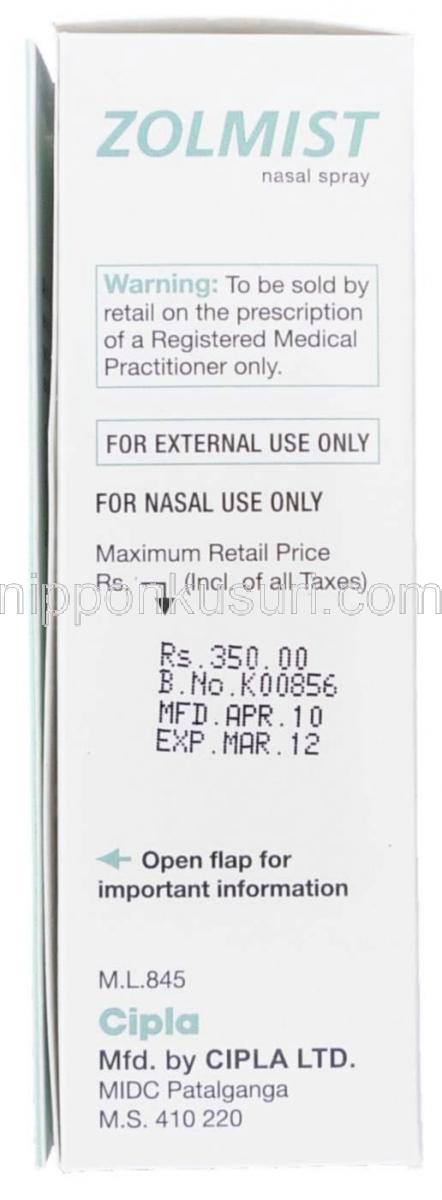 ZOLMIST
nasal spray
Warning: To be sold by
retail on the prescription
of a Registered Medical
Practitioner only.
FOR EXTERNAL USE ONLY
FOR NASAL USE ONLY
Maximum Retail Price
Rs. (Incl. of all Taxes)
nipponkusuri.com
Rs.350.00
B.No.K00856
MFD.APR.10
EXP.MAR.12
Open flap for
important information
M.L.845
Cipla
Mfd. by CIPLA LTD.
MIDC Patalganga
M.S. 410 220